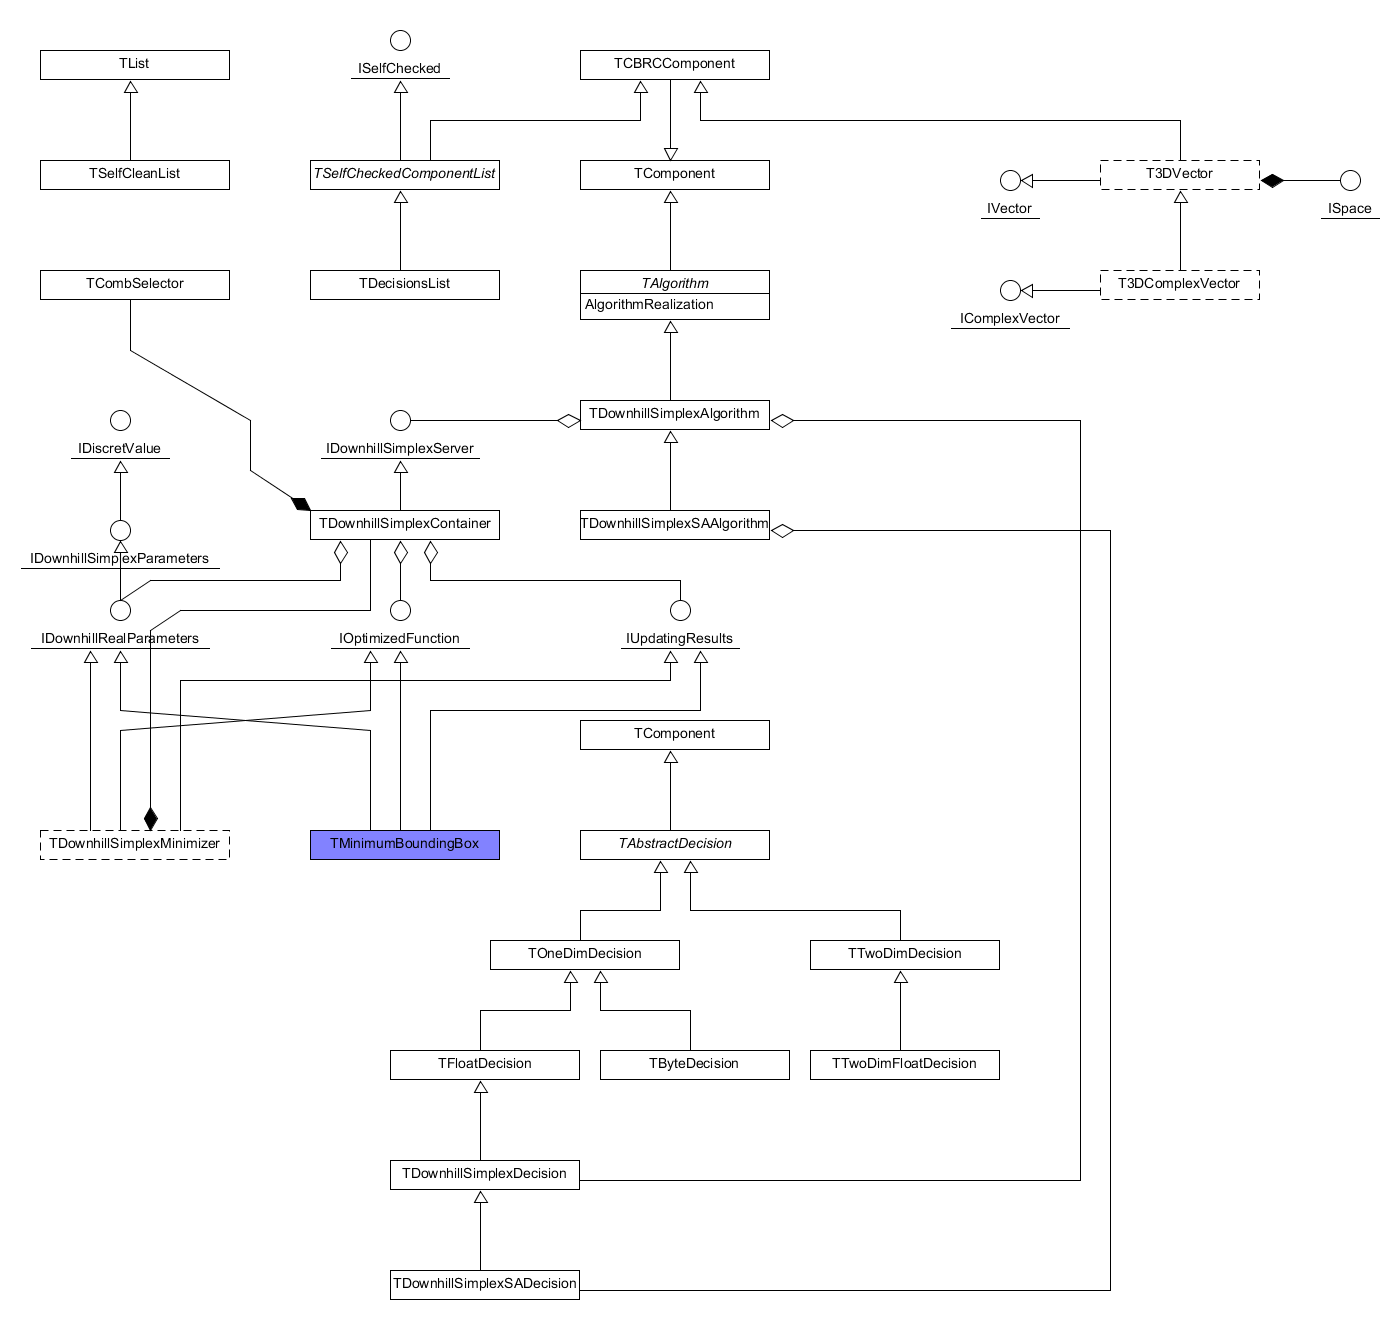 TList
ISelfChecked
TCBRCComponent
TSelfCleanList
TSelfCheckedComponentList
TComponent
T3DVector
IVector
ISpace
TCombSelector
TDecisionsList
TAlgorithm
AlgorithmRealization
T3DComplexVector
IComplexVector
TDownhillSimplexAlgorithm
IDiscretValue
IDownhillSimplexServer
TDownhillSimplexContainer
TDownhillSimplexSAAlgorithm
IDownhillSimplexParameters
IDownhillRealParameters
IOptimizedFunction
IUpdatingResults
TComponent
TDownhillSimplexMinimizer
TMinimumBoundingBox
TAbstractDecision
TOneDimDecision
TTwoDimDecision
TFloatDecision
TByteDecision
TTwoDimFloatDecision
TDownhillSimplexDecision
TDownhillSimplexSADecision